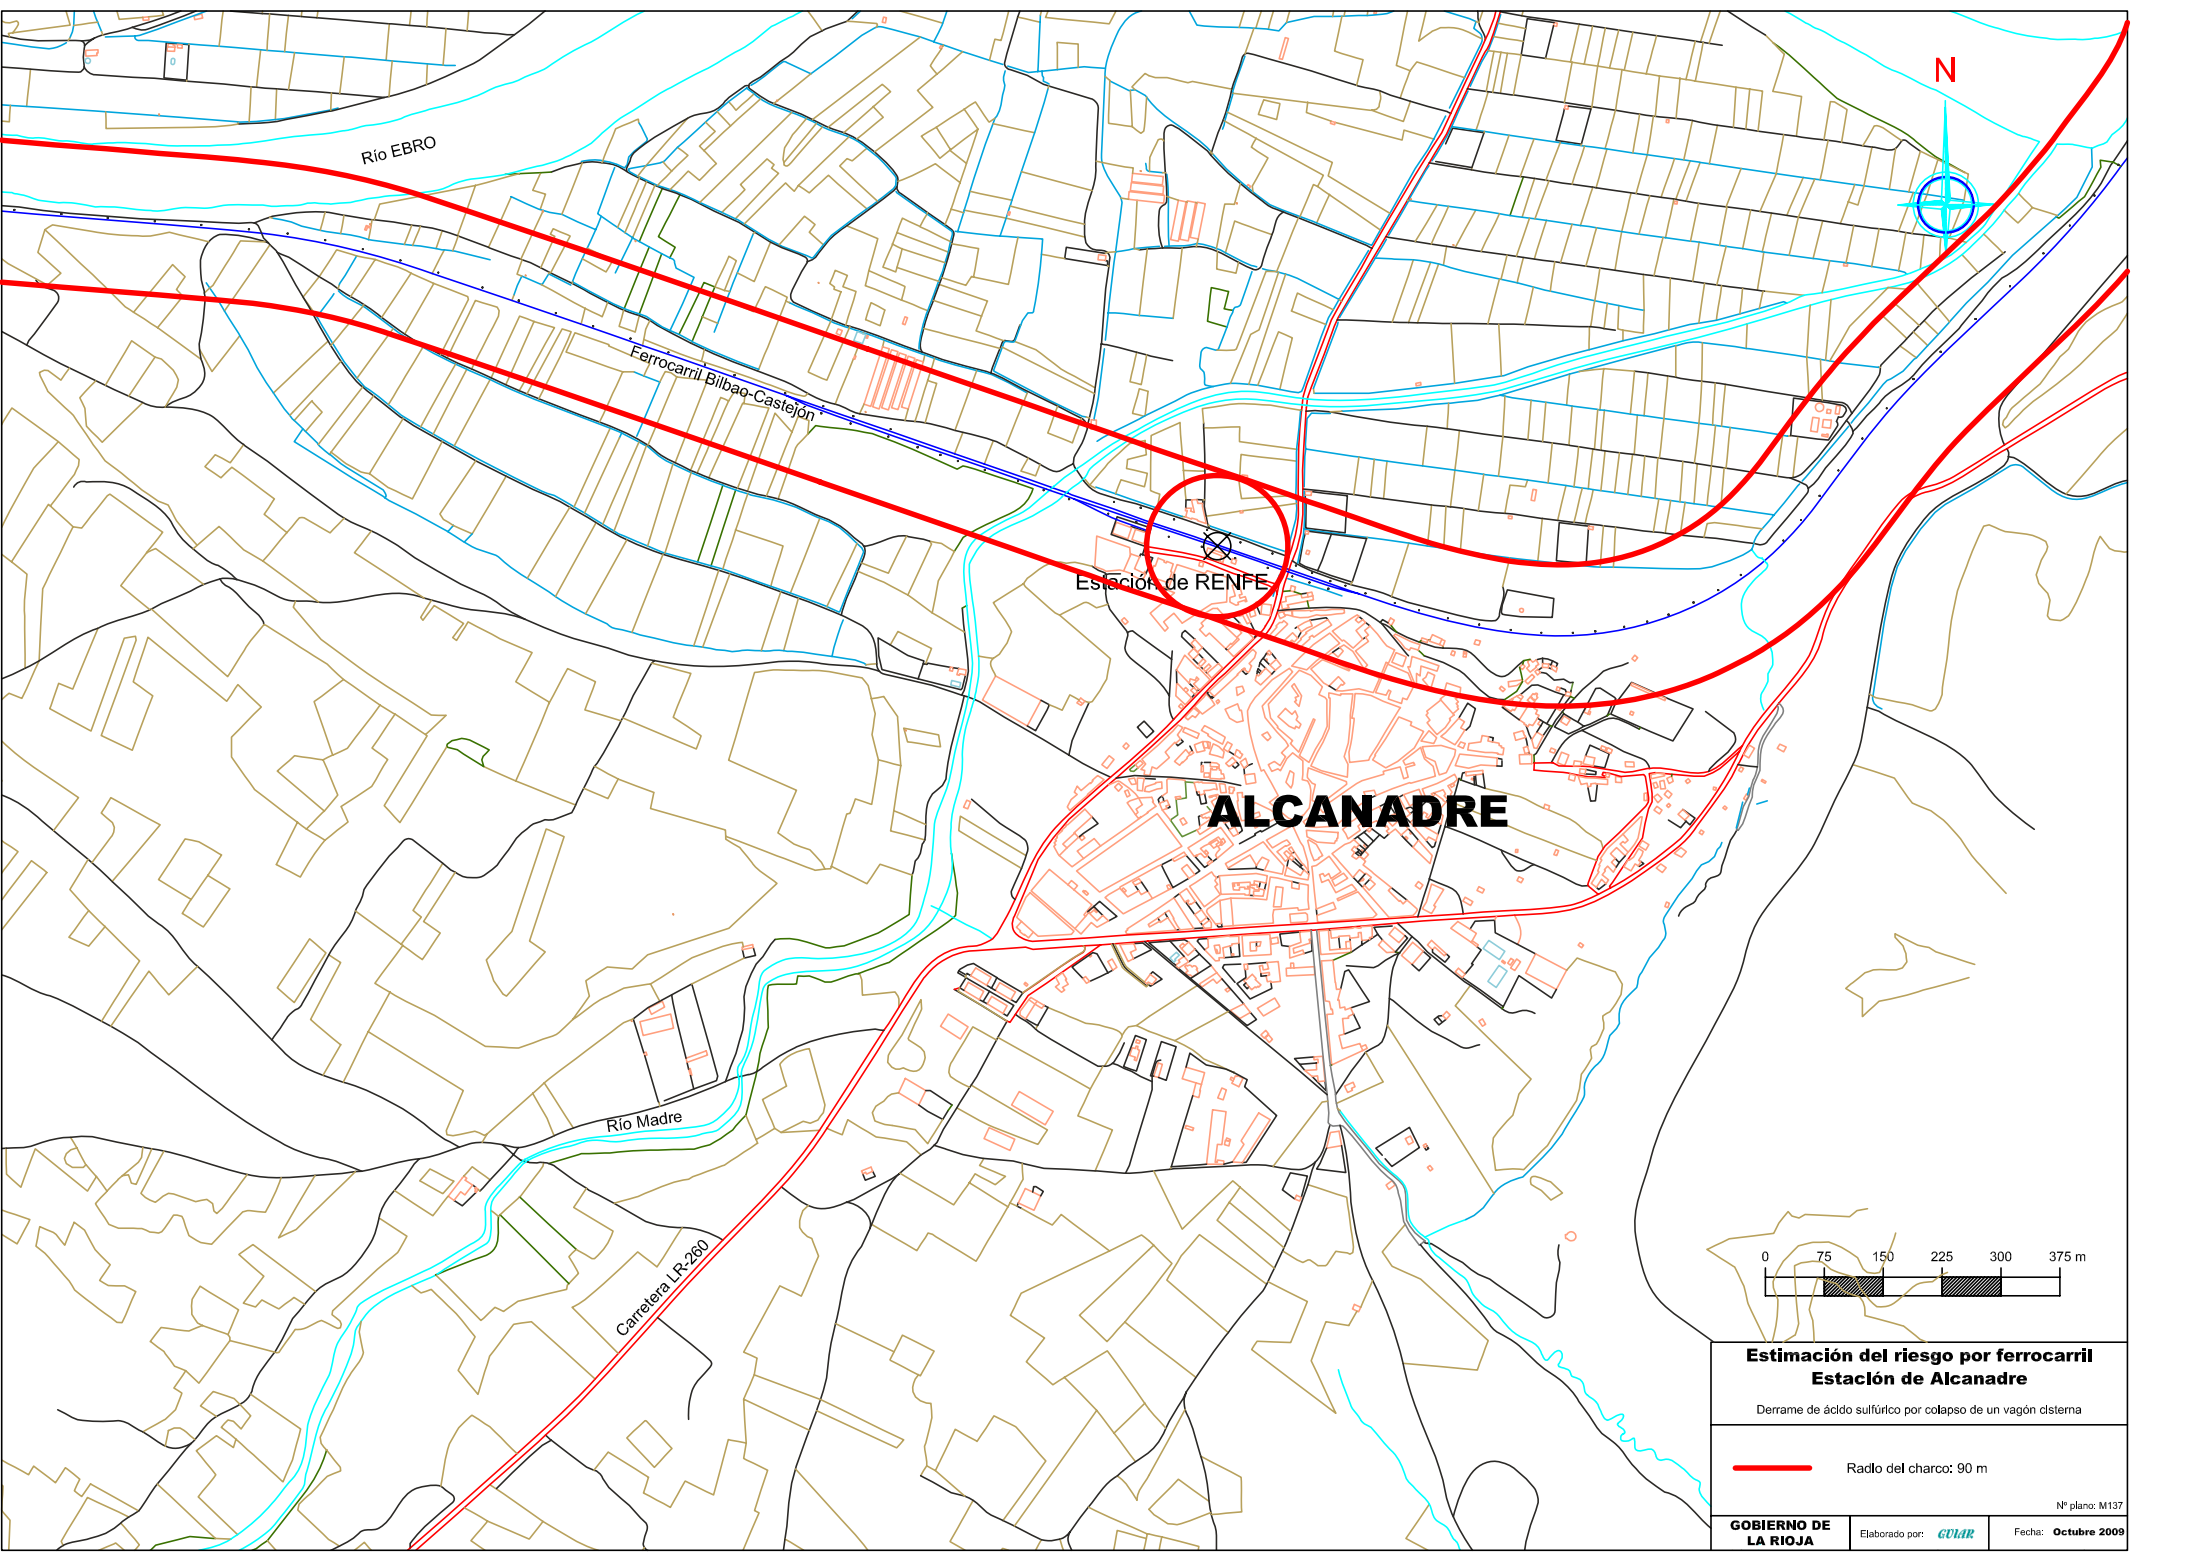 N
Río EBRO
Ferrocarril Bilbao-Castejón
Estación de RENFE
ALCANADRE
Río Madre
Carretera LR-260
0 75 150 225 300 375 m
Estimación del riesgo por ferrocarril
Estación de Alcanadre
Derrame de ácido sulfúrico por colapso de un vagón cisterna
Radio del charco: 90 m
Nº plano: M137
GOBIERNO DE
LA RIOJA
Elaborado por: GUIAR
Fecha: Octubre 2009